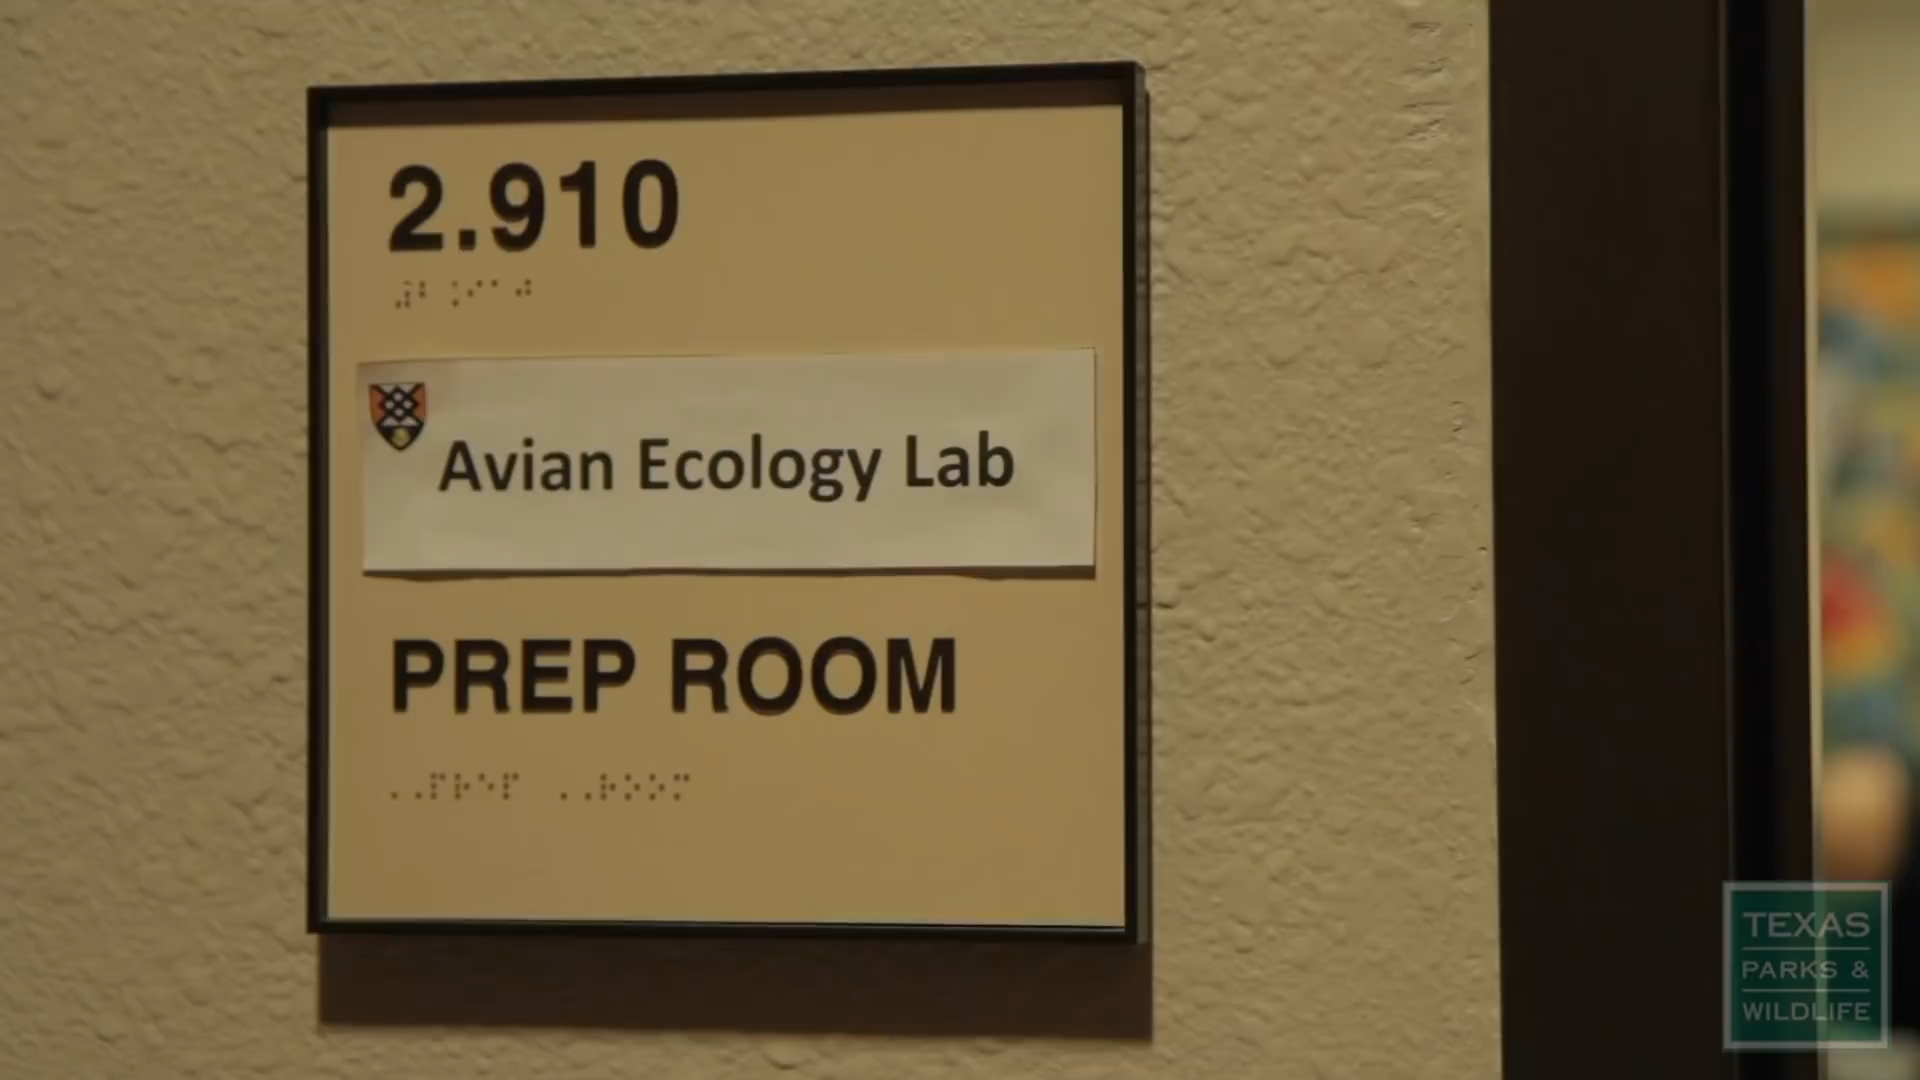 2.910
⠼⠃⠨⠊⠁⠚
Avian Ecology Lab
PREP ROOM
⠠⠠⠏⠗⠑⠏ ⠠⠠⠗⠕⠕⠍
TEXAS
PARKS &
WILDLIFE